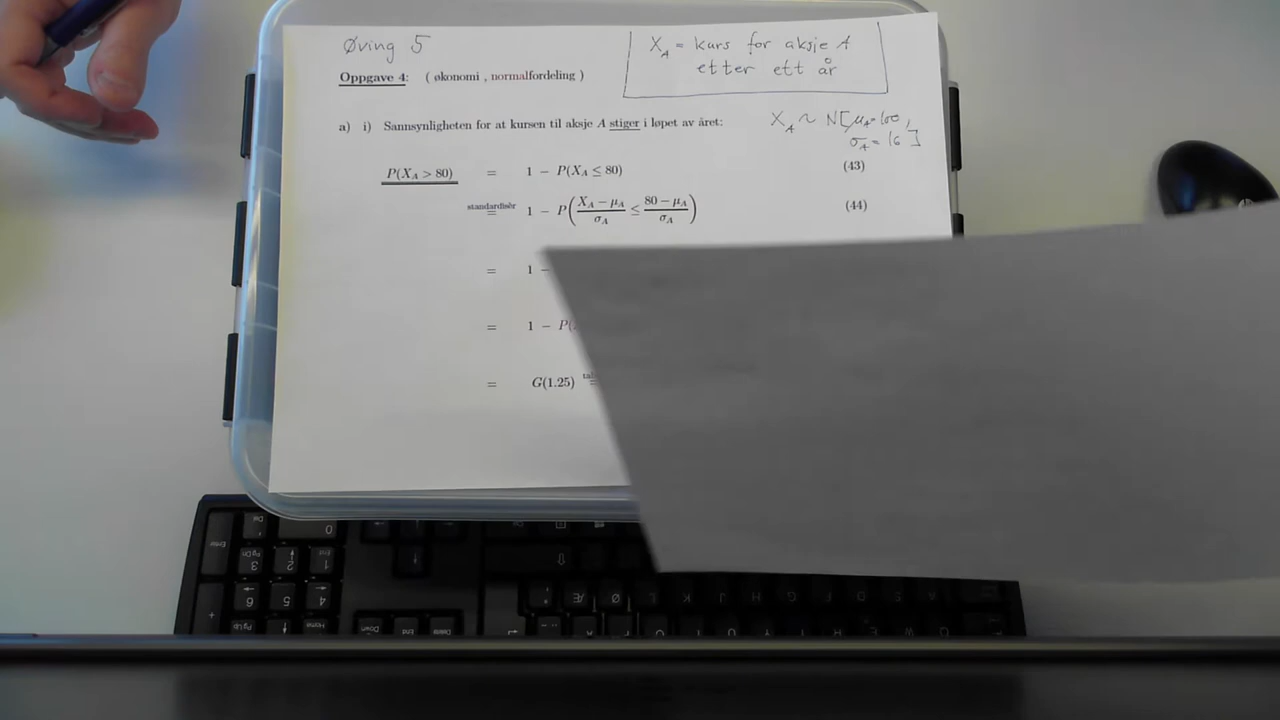 Øving 5
X_A = kurs for aksje A
etter ett år
Oppgave 4: ( økonomi , normalfordeling )
a) i) Sannsynligheten for at kursen til aksje A stiger i løpet av året:
X_A ~ N[μ_A=100,
σ_A = 16]
P(X_A > 80) = 1 − P(X_A ≤ 80) (43)
standardisér = 1 − P( (X_A − μ_A)/σ_A ≤ (80 − μ_A)/σ_A ) (44)
= 1 −
= 1 − P(
= G(1.25) =